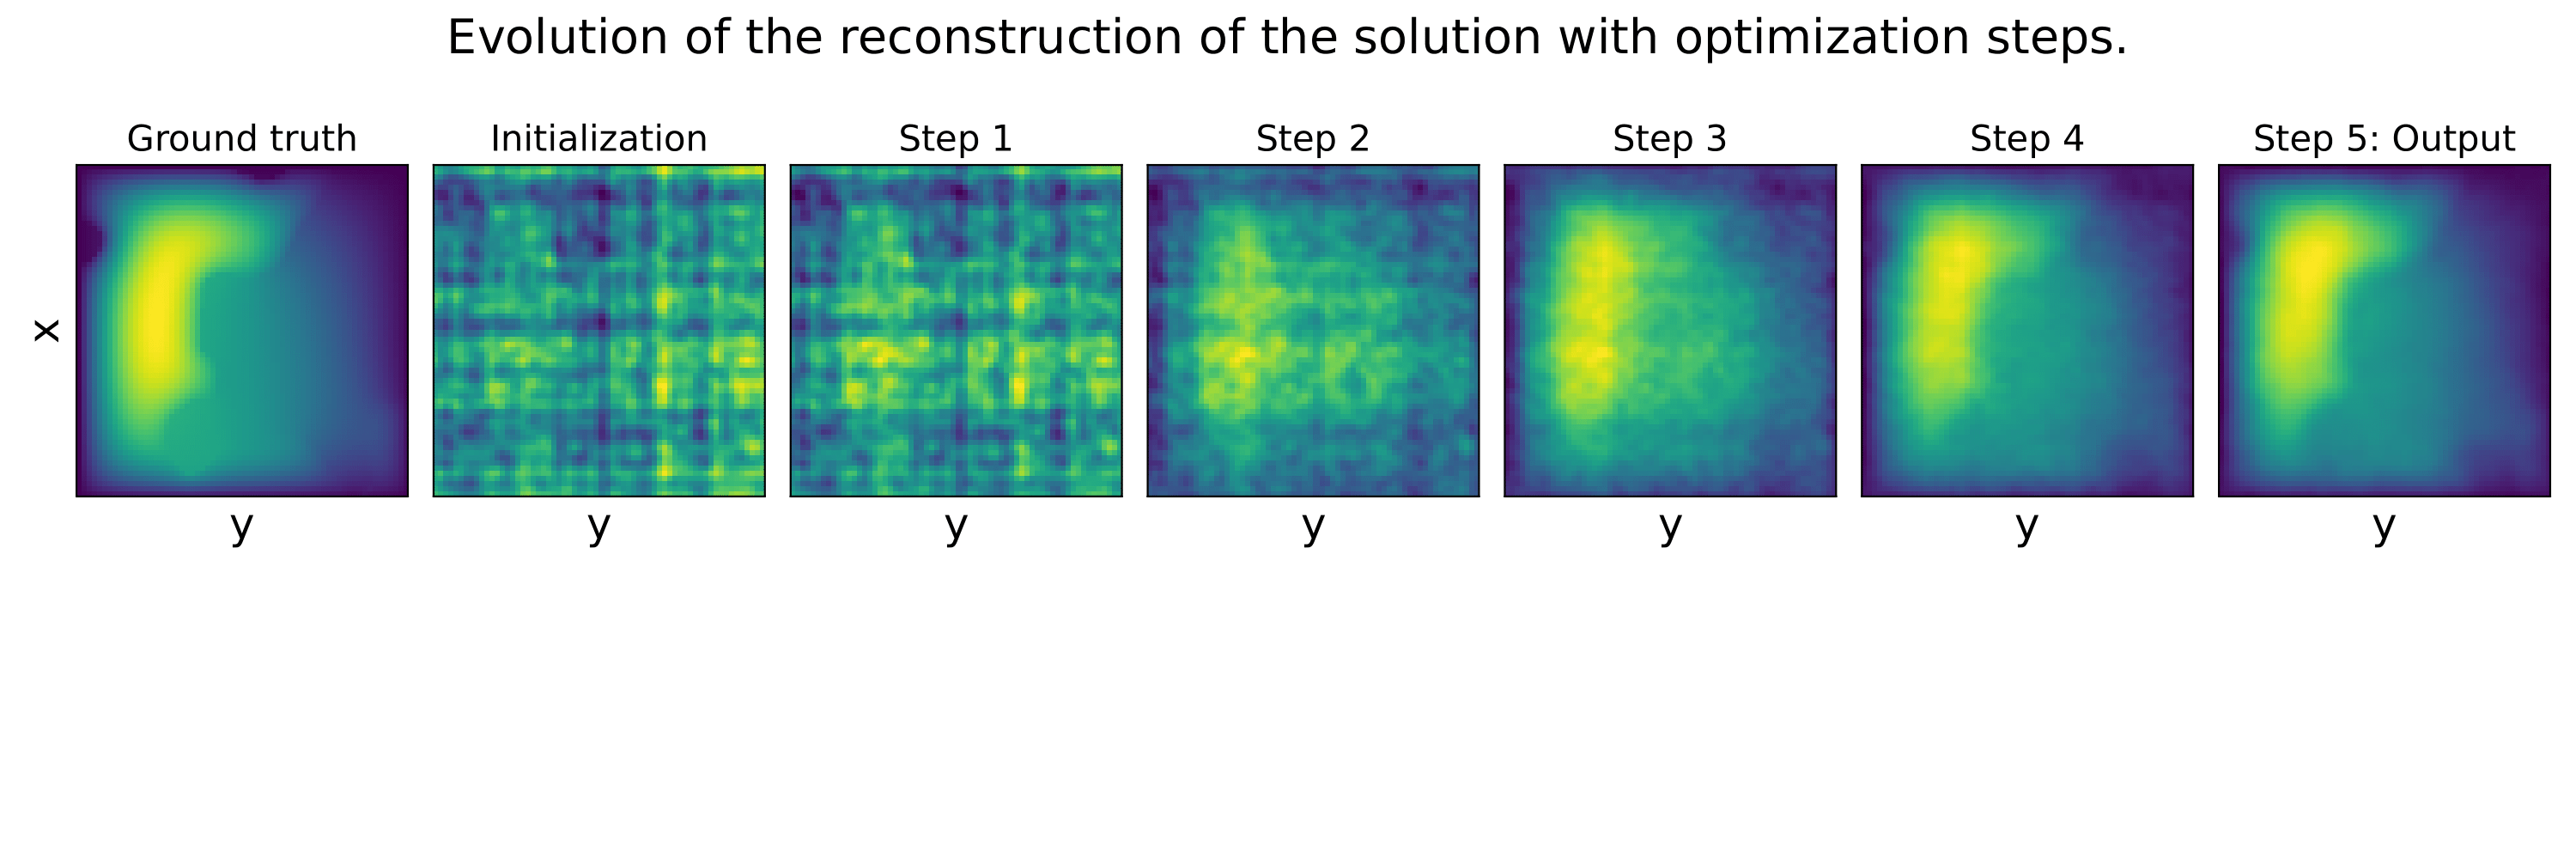 Evolution of the reconstruction of the solution with optimization steps.
Ground truth
Initialization
Step 1
Step 2
Step 3
Step 4
Step 5: Output
x
y
y
y
y
y
y
y